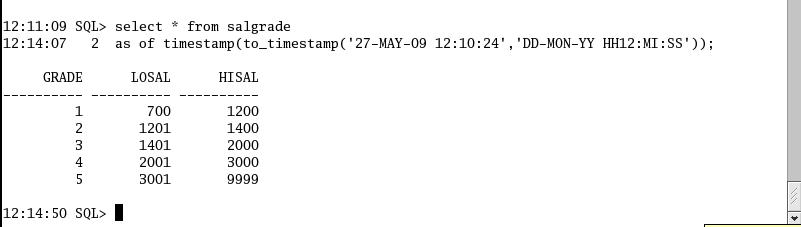 12:11:09 SQL> select * from salgrade
12:14:07   2  as of timestamp(to_timestamp('27-MAY-09 12:10:24','DD-MON-YY HH12:MI:SS'));
     GRADE      LOSAL      HISAL
---------- ---------- ----------
         1        700       1200
         2       1201       1400
         3       1401       2000
         4       2001       3000
         5       3001       9999
12:14:50 SQL>